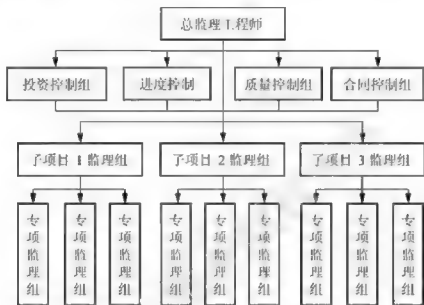 总监理工程师
投资控制组 进度控制 质量控制组 合同控制组
子项目1监理组 子项目2监理组 子项目3监理组
专项监理组 专项监理组 专项监理组 专项监理组 专项监理组 专项监理组 专项监理组 专项监理组 专项监理组